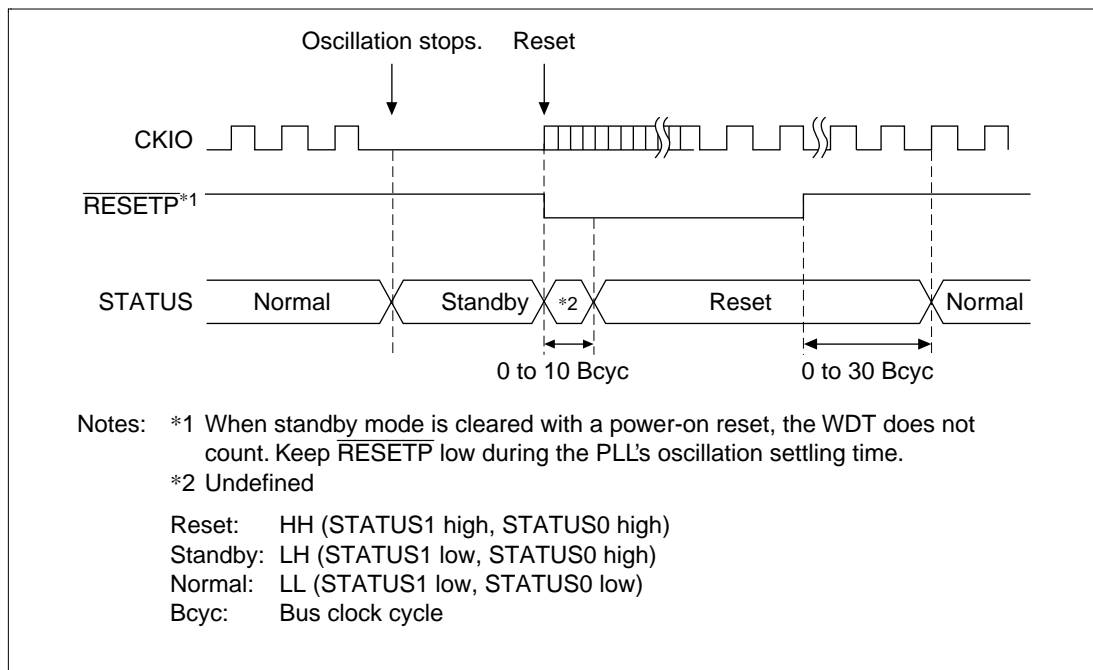 Oscillation stops. Reset
CKIO
RESETP*1
STATUS Normal Standby *2 Reset Normal
0 to 10 Bcyc 0 to 30 Bcyc
Notes: *1 When standby mode is cleared with a power-on reset, the WDT does not
count. Keep RESETP low during the PLL's oscillation settling time.
*2 Undefined
Reset: HH (STATUS1 high, STATUS0 high)
Standby: LH (STATUS1 low, STATUS0 high)
Normal: LL (STATUS1 low, STATUS0 low)
Bcyc: Bus clock cycle